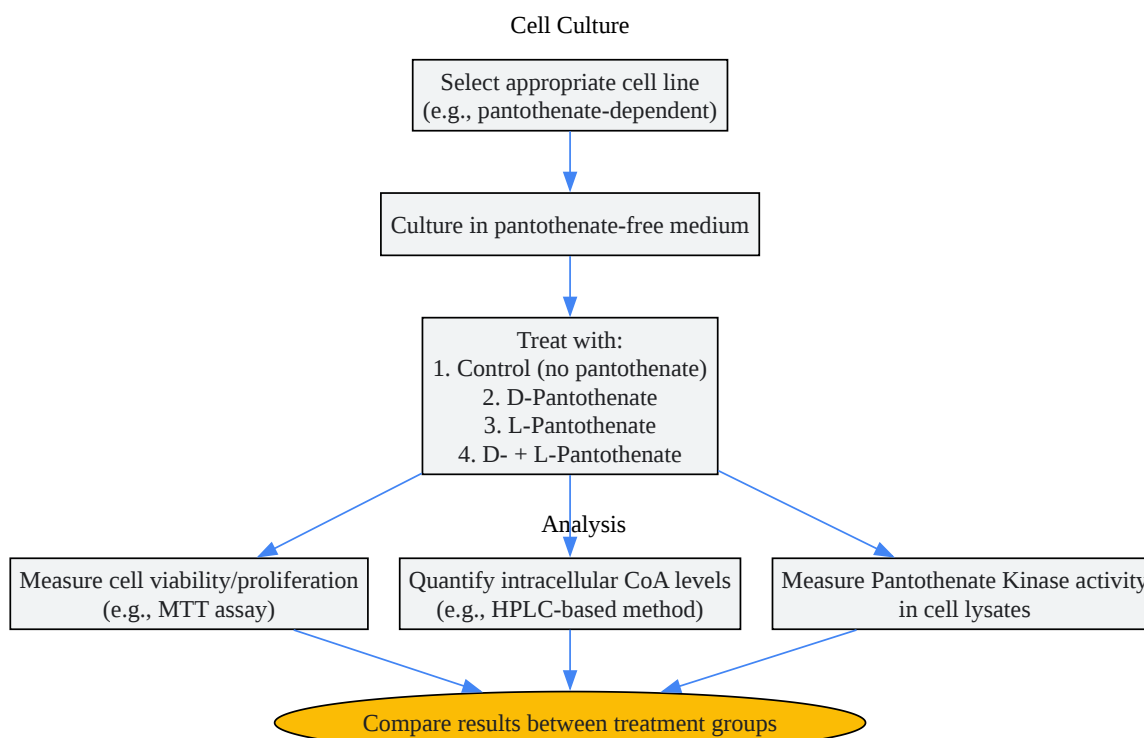 Cell Culture
Select appropriate cell line
(e.g., pantothenate-dependent)
Culture in pantothenate-free medium
Treat with:
1. Control (no pantothenate)
2. D-Pantothenate
3. L-Pantothenate
4. D- + L-Pantothenate
Analysis
Measure cell viability/proliferation
(e.g., MTT assay)
Quantify intracellular CoA levels
(e.g., HPLC-based method)
Measure Pantothenate Kinase activity
in cell lysates
Compare results between treatment groups